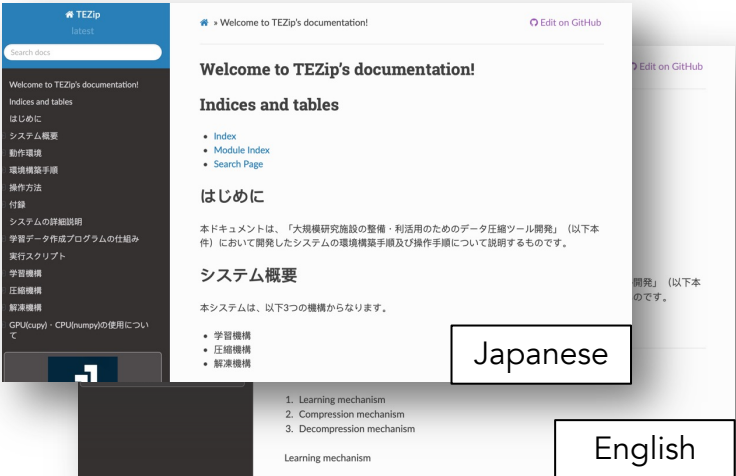 TEZip
latest
Search docs
Welcome to TEZip's documentation!
Indices and tables
はじめに
システム概要
動作環境
環境構築手順
操作方法
付録
システムの詳細説明
学習データ作成プログラムの仕組み
実行スクリプト
学習機構
圧縮機構
解凍機構
GPU(cupy)・CPU(numpy)の使用につい
て
» Welcome to TEZip's documentation!
Edit on GitHub
Welcome to TEZip's documentation!
Indices and tables
• Index
• Module Index
• Search Page
はじめに
本ドキュメントは、「大規模研究施設の整備・利活用のためのデータ圧縮ツール開発」（以下本
件）において開発したシステムの環境構築手順及び操作手順について説明するものです。
システム概要
本システムは、以下3つの機構からなります。
• 学習機構
• 圧縮機構
• 解凍機構
Japanese
Edit on GitHub
開発」（以下本
のです。
1. Learning mechanism
2. Compression mechanism
3. Decompression mechanism
Learning mechanism
English